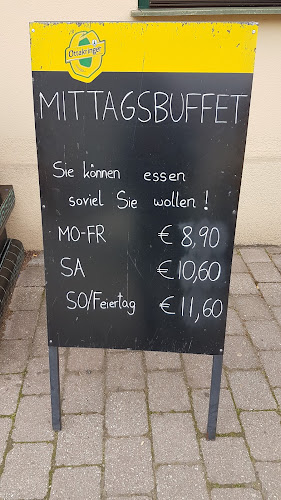 Ottakringer
MITTAGSBUFFET
Sie können essen
soviel Sie wollen !
MO-FR € 8,90
SA € 10,60
SO/Feiertag € 11,60